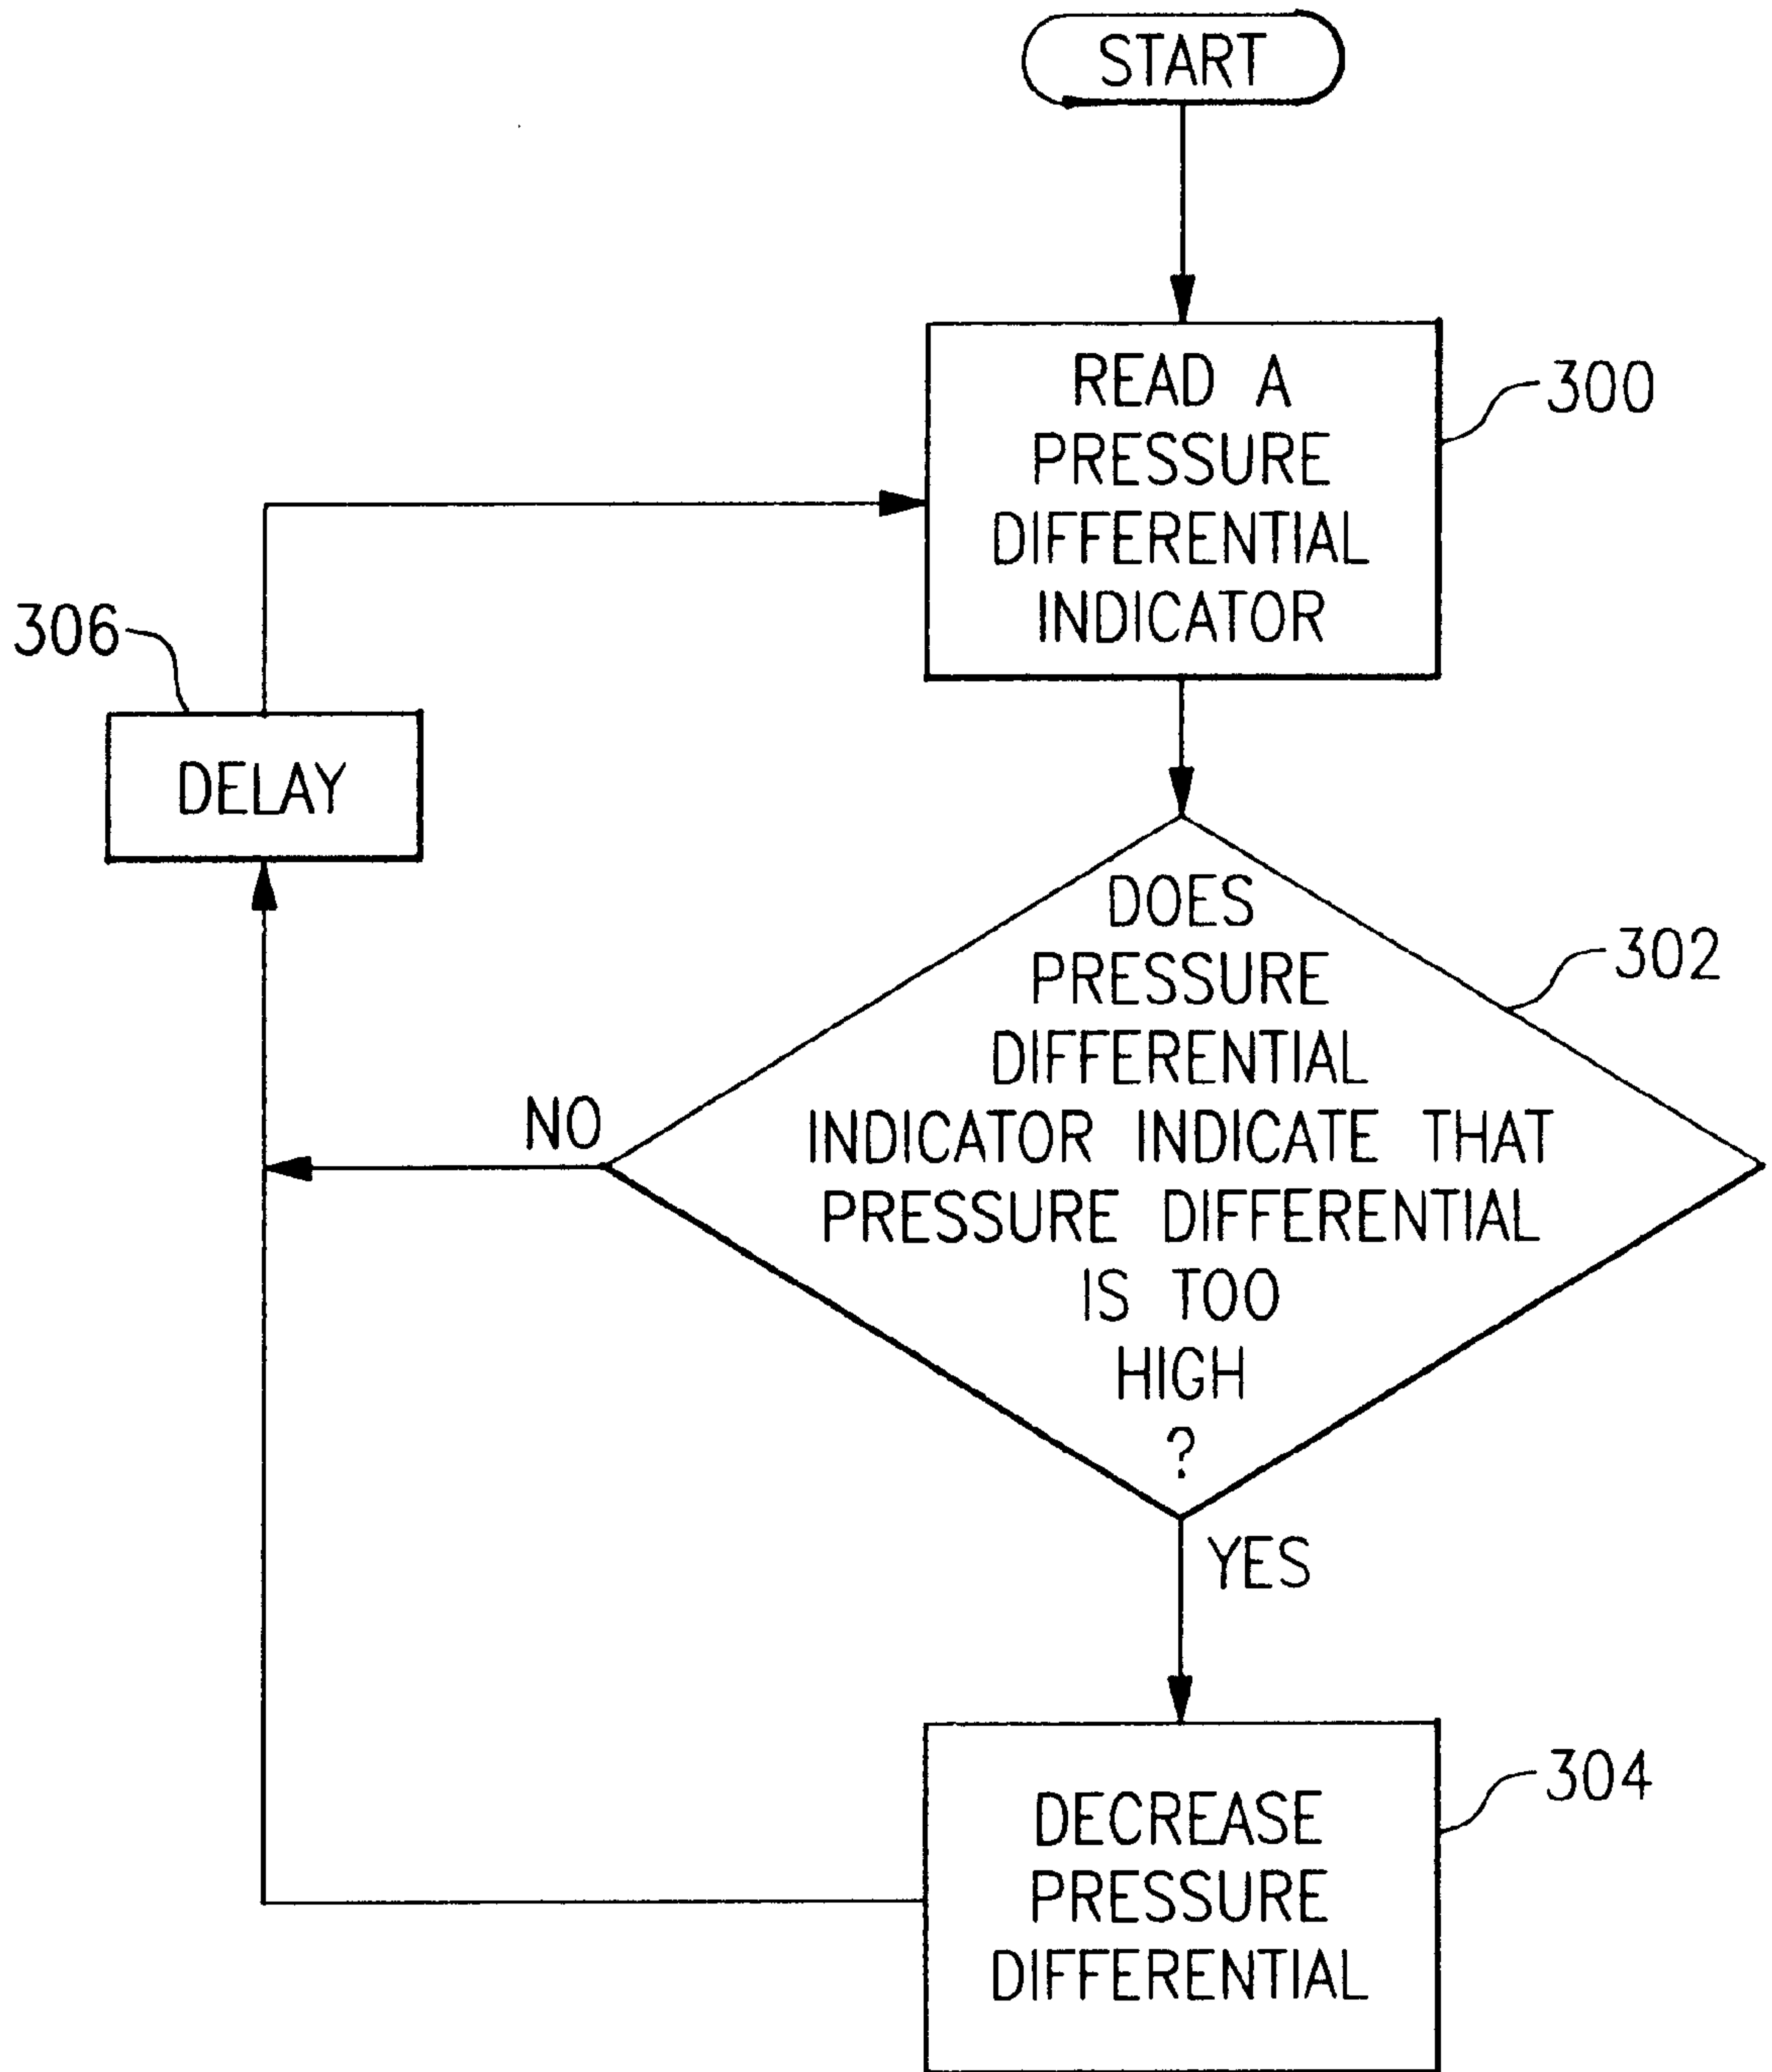 START
READ A
PRESSURE
DIFFERENTIAL
INDICATOR
300
306
DELAY
DOES
PRESSURE
DIFFERENTIAL
INDICATOR INDICATE THAT
PRESSURE DIFFERENTIAL
IS TOO
HIGH
?
302
NO
YES
DECREASE
PRESSURE
DIFFERENTIAL
304